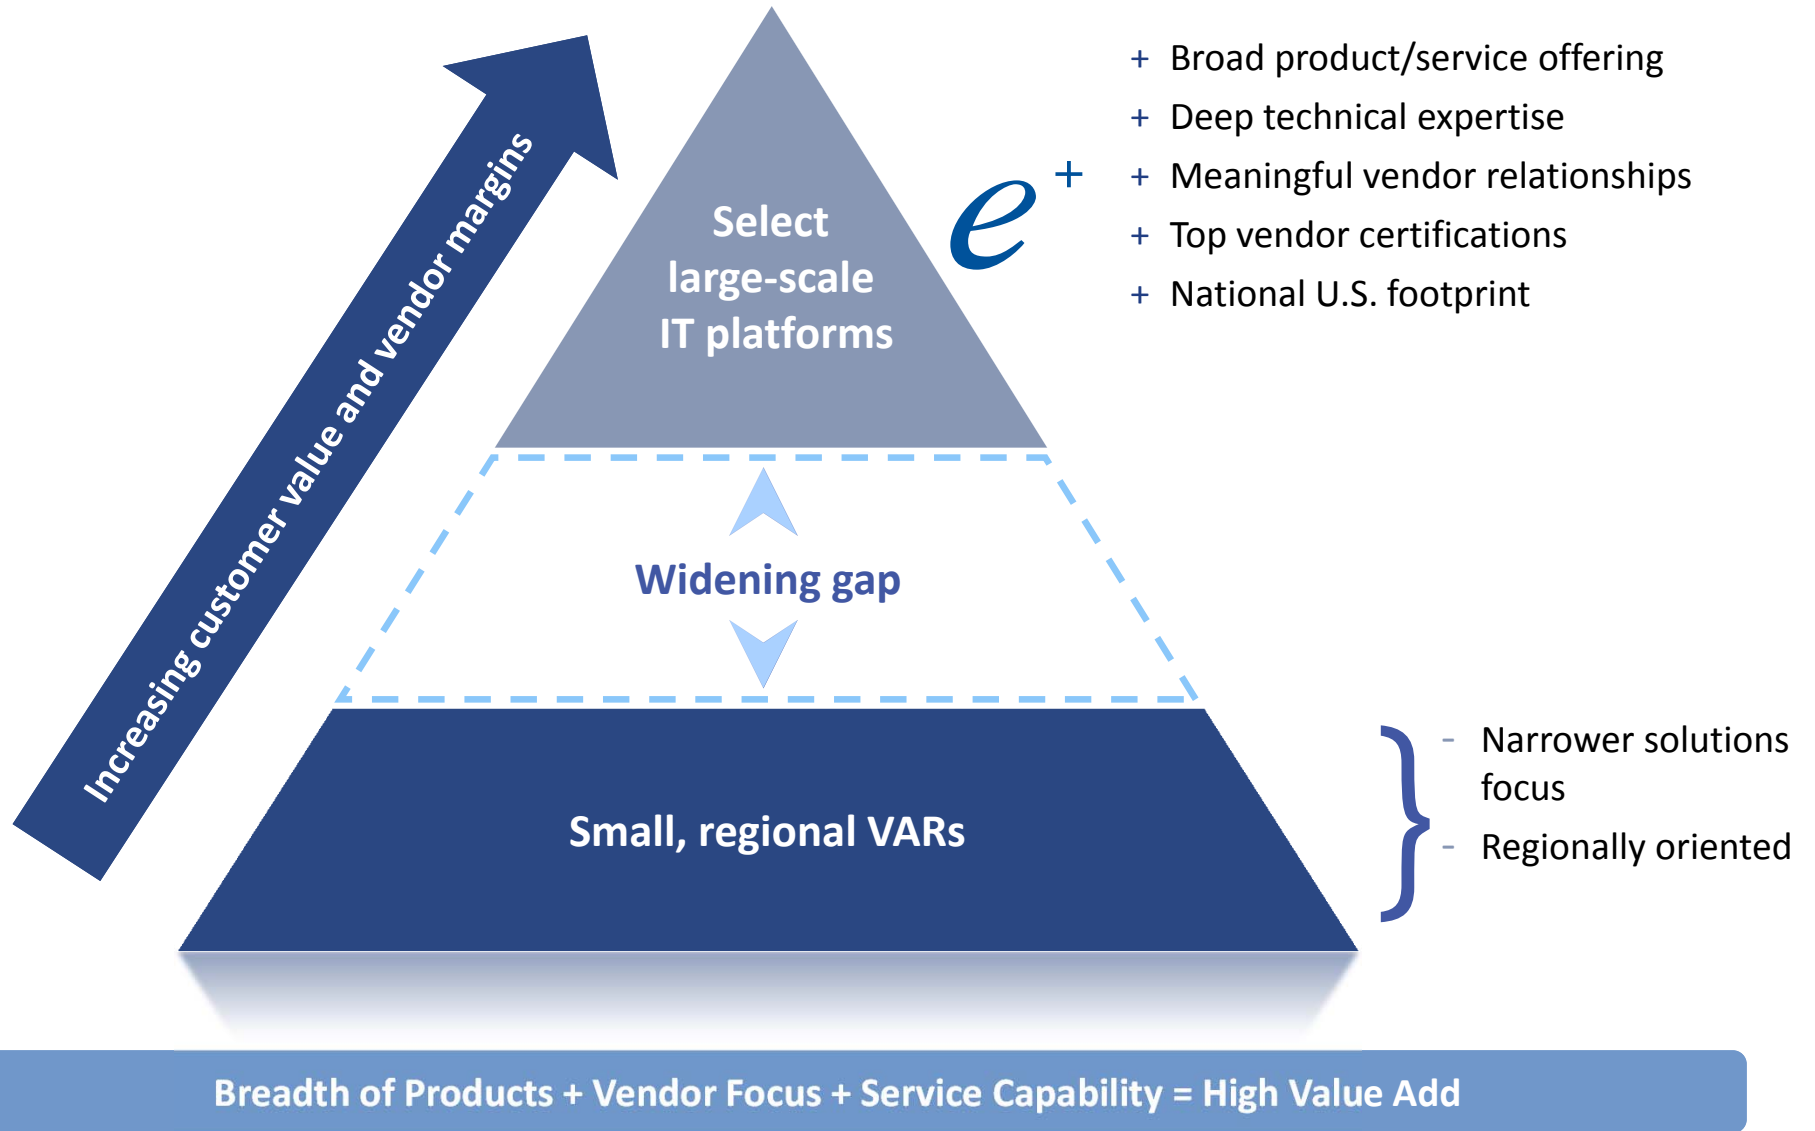 Increasing customer value and vendor margins
Select
large-scale
IT platforms
e+
+ Broad product/service offering
+ Deep technical expertise
+ Meaningful vendor relationships
+ Top vendor certifications
+ National U.S. footprint
Widening gap
Small, regional VARs
- Narrower solutions
focus
- Regionally oriented
Breadth of Products + Vendor Focus + Service Capability = High Value Add